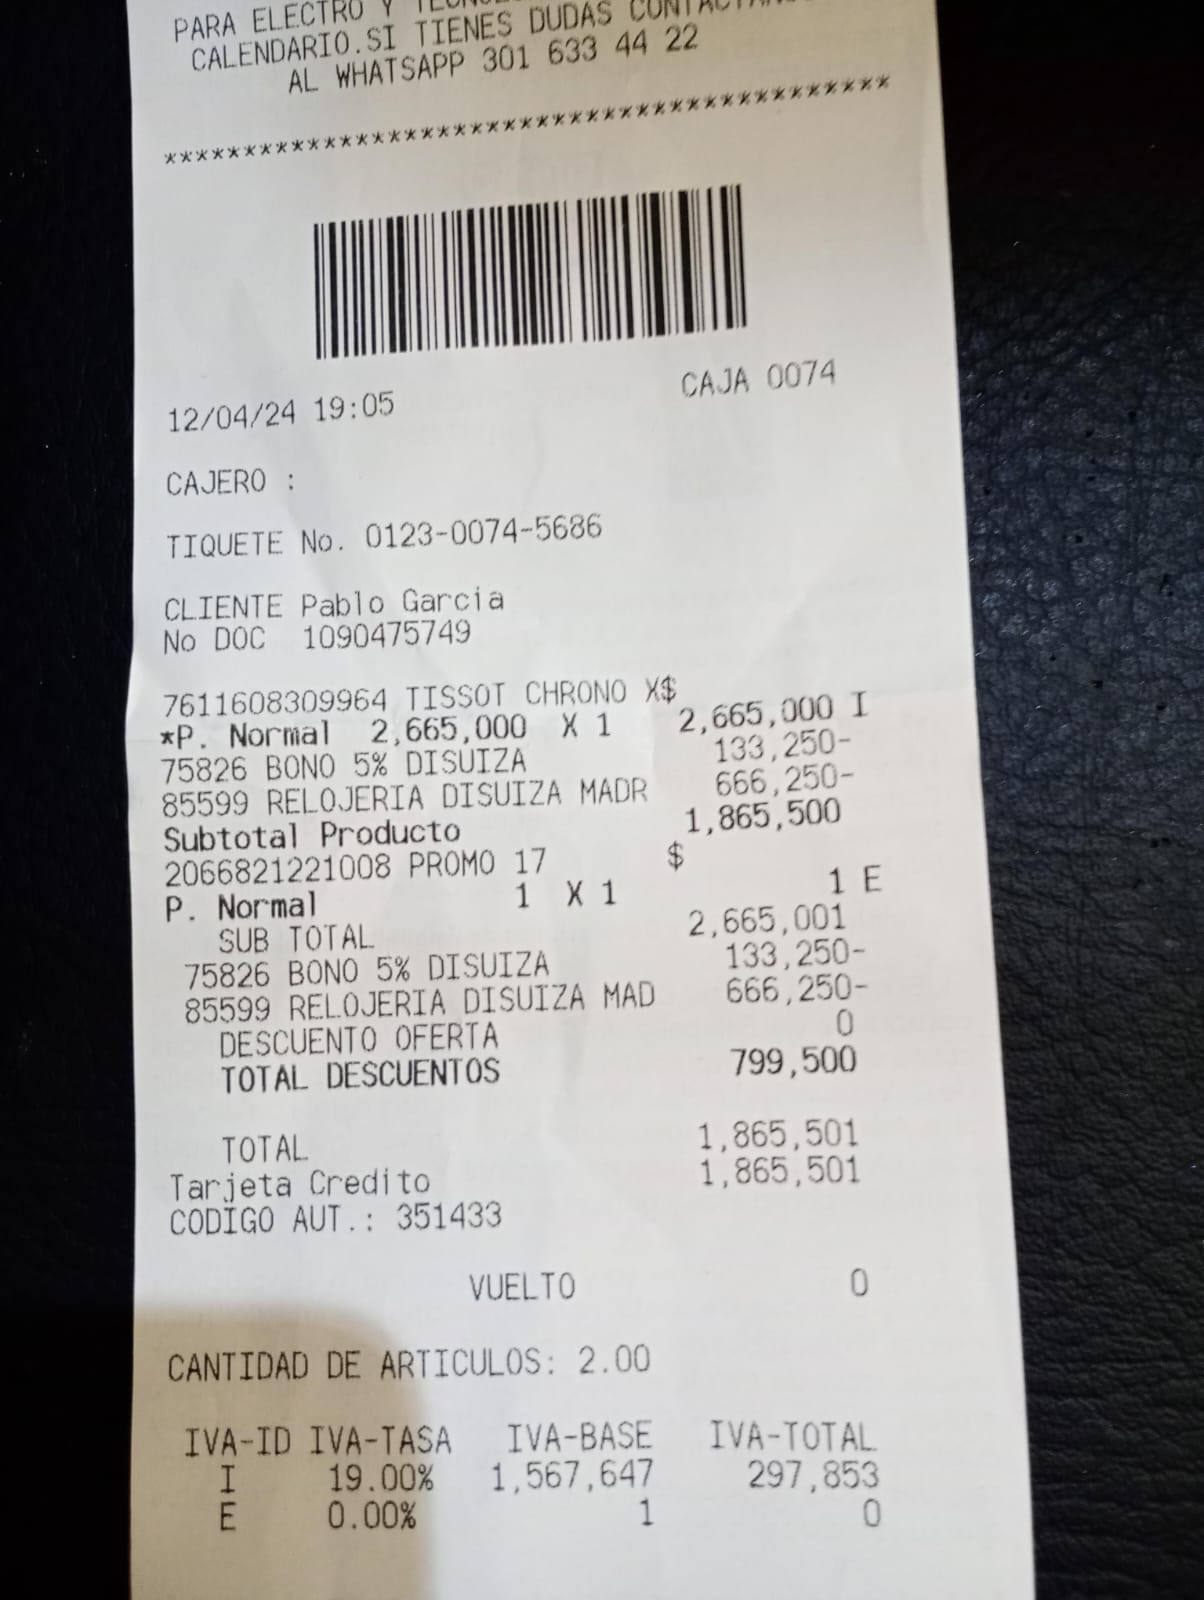 PARA ELECTRO Y
CALENDARIO.SI TIENES DUDAS
AL WHATSAPP 301 633 44 22
**********************************************
12/04/24 19:05 CAJA 0074
CAJERO :
TIQUETE No. 0123-0074-5686
CLIENTE Pablo Garcia
No DOC 1090475749
7611608309964 TISSOT CHRONO X$
*P. Normal 2,665,000 X 1 2,665,000 I
75826 BONO 5% DISUIZA 133,250-
85599 RELOJERIA DISUIZA MADR 666,250-
Subtotal Producto 1,865,500
2066821221008 PROMO 17 $
P. Normal 1 X 1 1 E
SUB TOTAL 2,665,001
75826 BONO 5% DISUIZA 133,250-
85599 RELOJERIA DISUIZA MAD 666,250-
DESCUENTO OFERTA 0
TOTAL DESCUENTOS 799,500
TOTAL 1,865,501
Tarjeta Credito 1,865,501
CODIGO AUT.: 351433
VUELTO 0
CANTIDAD DE ARTICULOS: 2.00
IVA-ID IVA-TASA IVA-BASE IVA-TOTAL
I 19.00% 1,567,647 297,853
E 0.00% 1 0